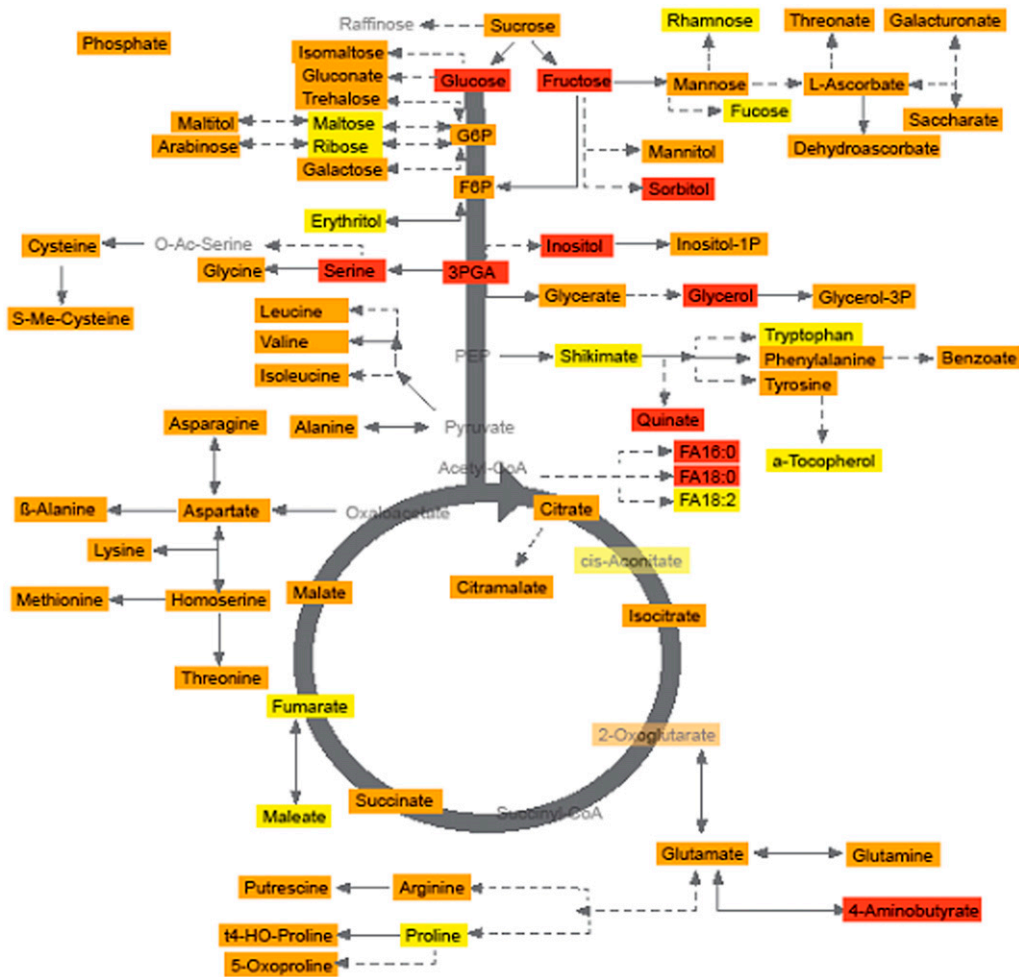 Raffinose
Sucrose
Rhamnose
Threonate
Galacturonate
Phosphate
Isomaltose
Gluconate
Trehalose
Glucose
Fructose
Mannose
L-Ascorbate
Fucose
Saccharate
Dehydroascorbate
Maltitol
Maltose
Arabinose
Ribose
G6P
Galactose
Mannitol
F6P
Sorbitol
Erythritol
Cysteine
O-Ac-Serine
Inositol
Inositol-1P
Glycine
Serine
3PGA
Glycerate
Glycerol
Glycerol-3P
S-Me-Cysteine
Leucine
Valine
Isoleucine
PEP
Shikimate
Tryptophan
Phenylalanine
Benzoate
Tyrosine
Quinate
Asparagine
Alanine
Pyruvate
FA16:0
FA18:0
FA18:2
a-Tocopherol
Acetyl-CoA
ß-Alanine
Aspartate
Oxaloacetate
Citrate
Lysine
cis-Aconitate
Citramalate
Methionine
Homoserine
Malate
Isocitrate
Threonine
Fumarate
2-Oxoglutarate
Maleate
Succinate
Succinyl-CoA
Glutamate
Glutamine
Putrescine
Arginine
4-Aminobutyrate
t4-HO-Proline
Proline
5-Oxoproline